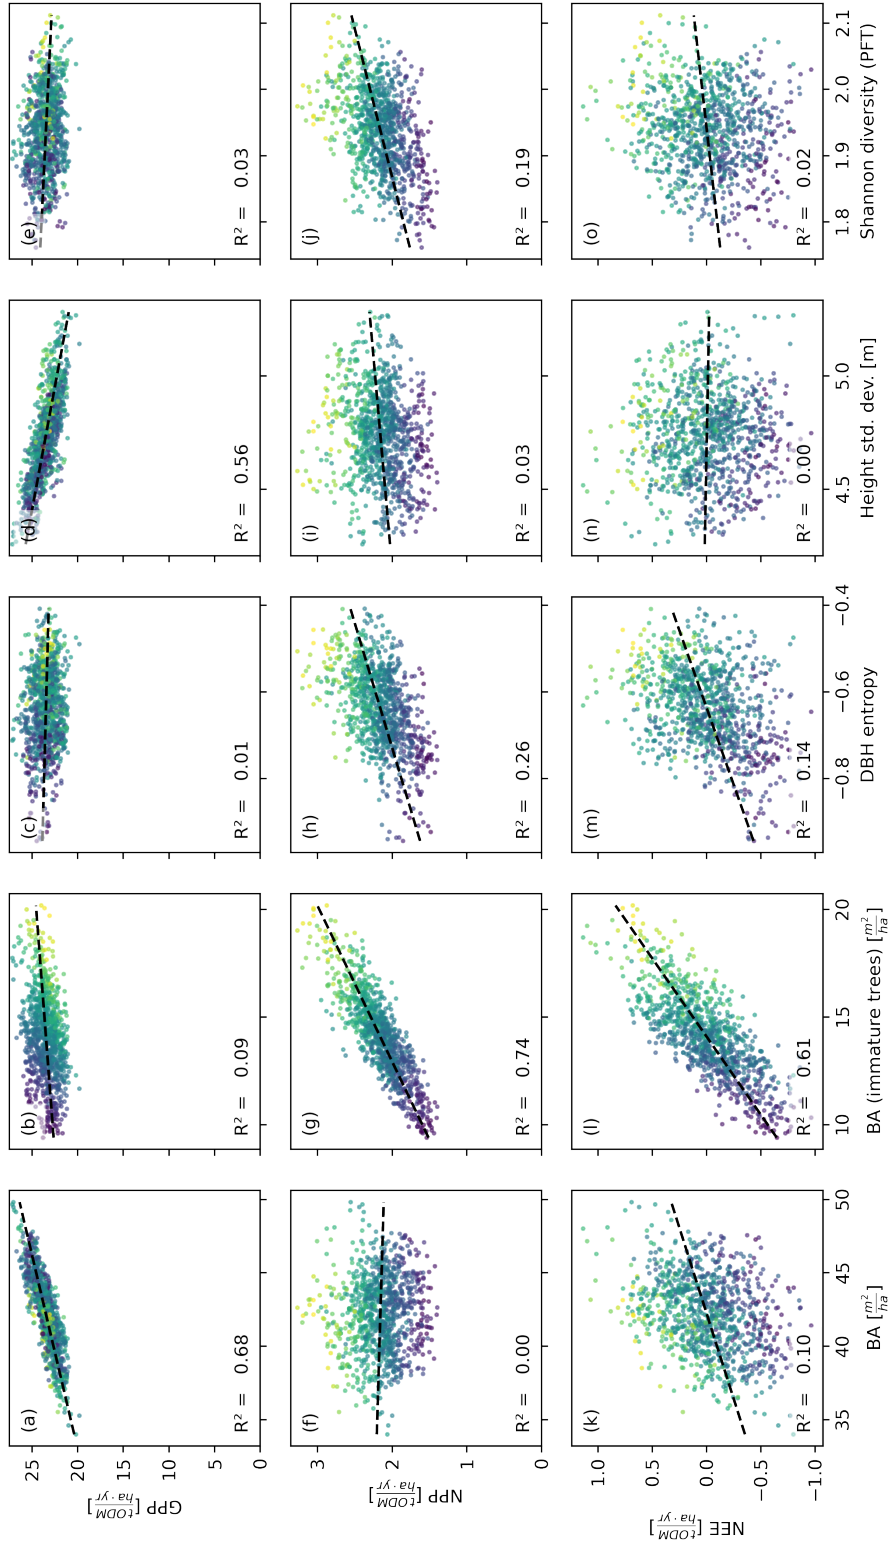 (a)
R² = 0.68
(b)
R² = 0.09
(c)
R² = 0.01
(d)
R² = 0.56
(e)
R² = 0.03
25
20
15
10
5
0
GPP [tODM/ha·yr]
(f)
R² = 0.00
(g)
R² = 0.74
(h)
R² = 0.26
(i)
R² = 0.03
(j)
R² = 0.19
3
2
1
0
NPP [tODM/ha·yr]
(k)
R² = 0.10
(l)
R² = 0.61
(m)
R² = 0.14
(n)
R² = 0.00
(o)
R² = 0.02
1.0
0.5
0.0
−0.5
−1.0
NEE [tODM/ha·yr]
35 40 45 50
BA [m²/ha]
10 15 20
BA (immature trees) [m²/ha]
−0.8 −0.6 −0.4
DBH entropy
4.5 5.0
Height std. dev. [m]
1.8 1.9 2.0 2.1
Shannon diversity (PFT)